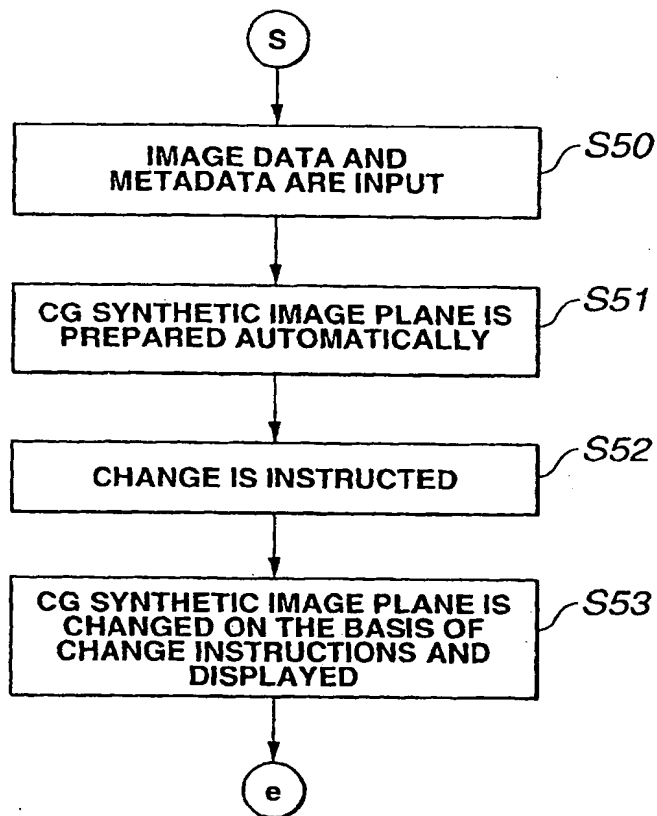 S
IMAGE DATA AND
METADATA ARE INPUT
S50
CG SYNTHETIC IMAGE PLANE IS
PREPARED AUTOMATICALLY
S51
CHANGE IS INSTRUCTED
S52
CG SYNTHETIC IMAGE PLANE IS
CHANGED ON THE BASIS OF
CHANGE INSTRUCTIONS AND
DISPLAYED
S53
e